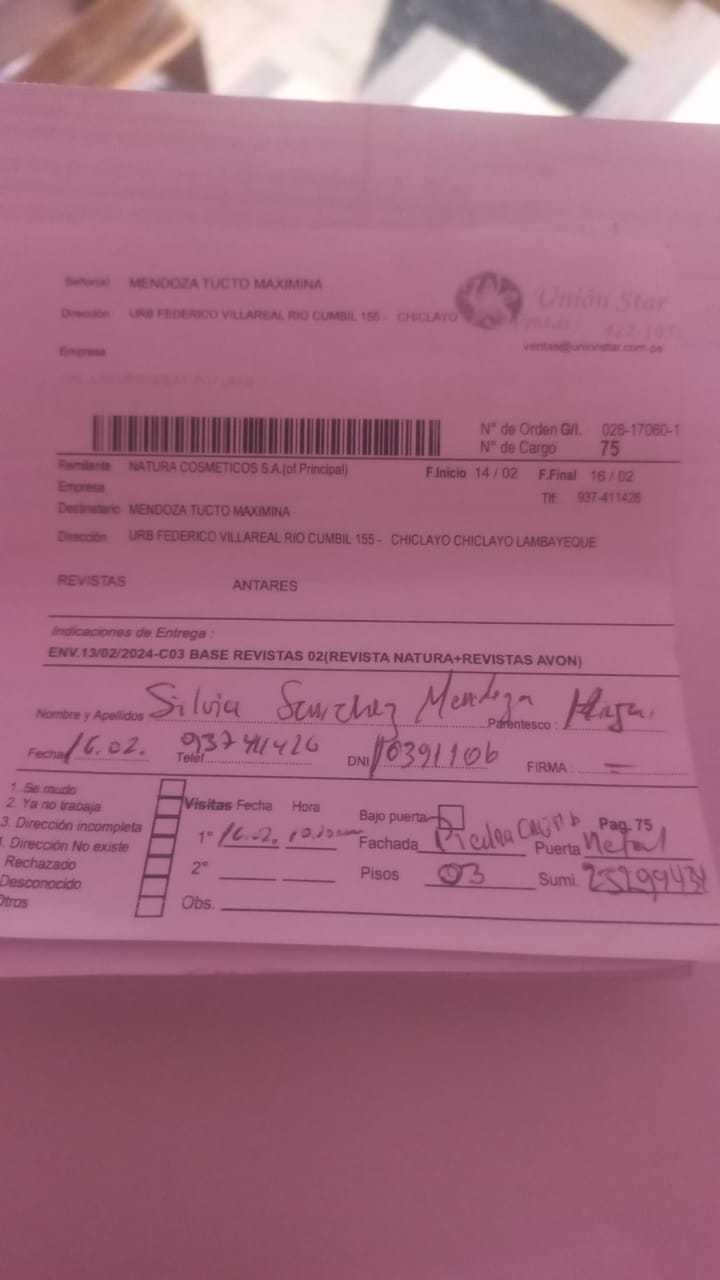 Señor(a) MENDOZA TUCTO MAXIMINA
Dirección URB FEDERICO VILLAREAL RIO CUMBIL 155 - CHICLAYO
Unión Star
ventas@unionstar.com.pe
Empresa
N° de Orden G/I. 028-17060-1
N° de Cargo 75
Remitente NATURA COSMETICOS S.A.(of Principal) F.Inicio 14 / 02 F.Final 16 / 02
Empresa Tlf: 937-411426
Destinatario MENDOZA TUCTO MAXIMINA
Dirección URB FEDERICO VILLAREAL RIO CUMBIL 155 - CHICLAYO CHICLAYO LAMBAYEQUE
REVISTAS ANTARES
Indicaciones de Entrega :
ENV.13/02/2024-C03 BASE REVISTAS 02(REVISTA NATURA+REVISTAS AVON)
Nombre y Apellidos Silvia Sanchez Mendoza Parentesco :
Fecha 16.02. Telef. 937411426 DNI FIRMA :
1. Se mudo
2. Ya no trabaja
3. Dirección incompleta
. Dirección No existe
Rechazado
Desconocido
Otros
Visitas Fecha Hora Bajo puerta
1° 16.02. Fachada Piedra Puerta Metal Pag. 75
2° Pisos 03 Sumi.
Obs.